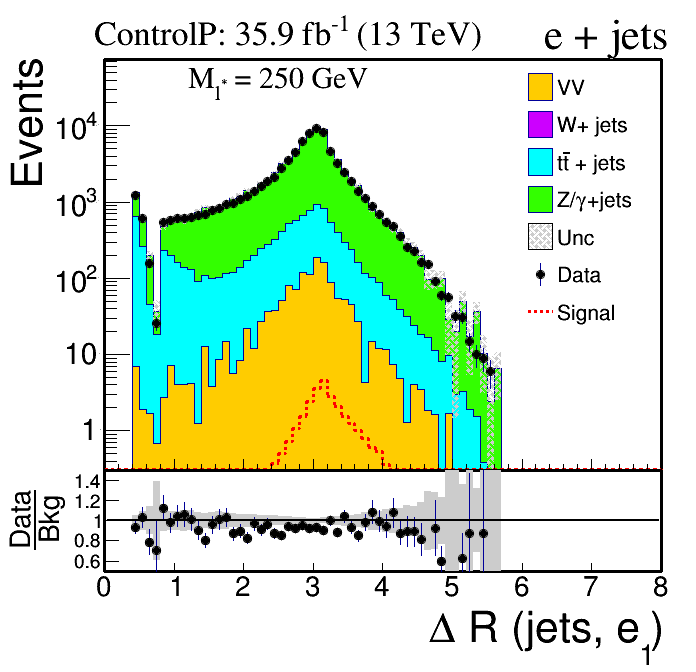 ControlP: 35.9 fb⁻¹ (13 TeV) e + jets
M_l* = 250 GeV
Events
10⁴
10³
10²
10
1
VV
W+ jets
tt̄ + jets
Z/γ+jets
Unc
Data
Signal
Data
Bkg
1.4
1.2
1
0.8
0.6
0 1 2 3 4 5 6 7 8
Δ R (jets, e₁)